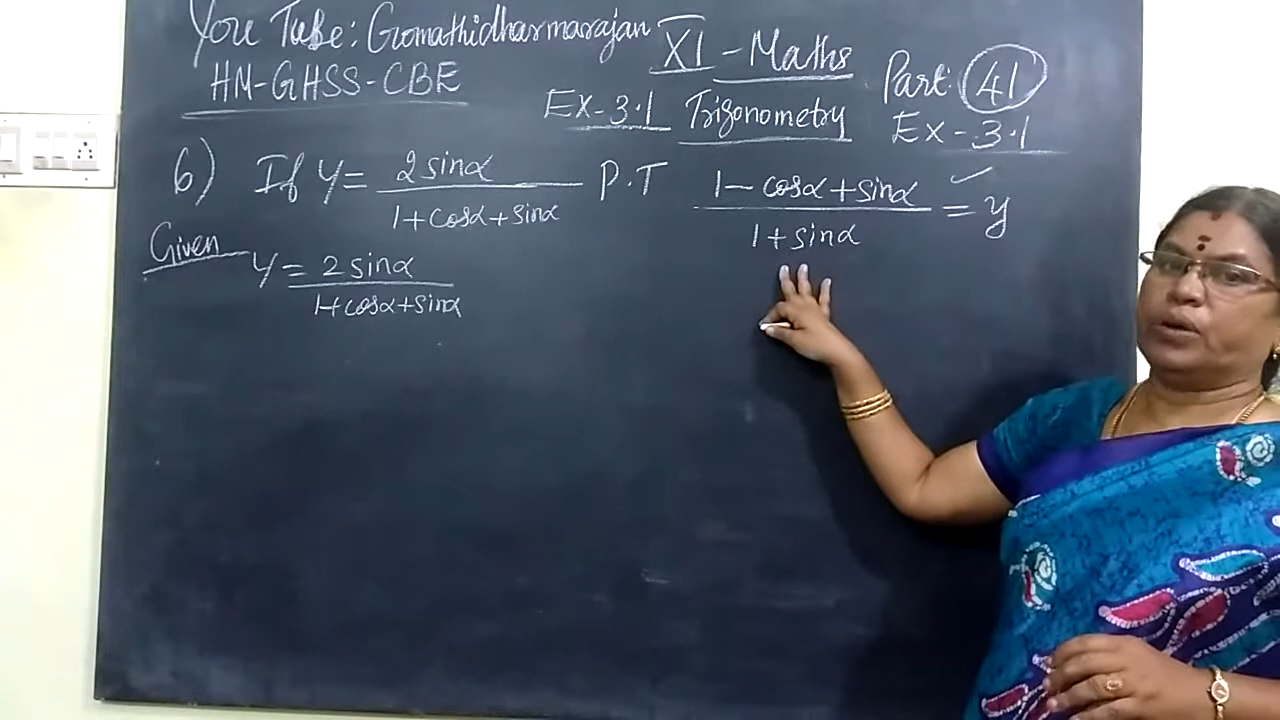 You Tube: Gomathidharmarajan
HM-GHSS-CBE
XI - Maths
Ex-3.1 Trigonometry
Part: 41
Ex-3.1
6) If y = 2 sinα / 1+cosα+sinα P.T 1-cosα+sinα / 1+sinα = y ✓
Given
y = 2 sinα / 1+cosα+sinα